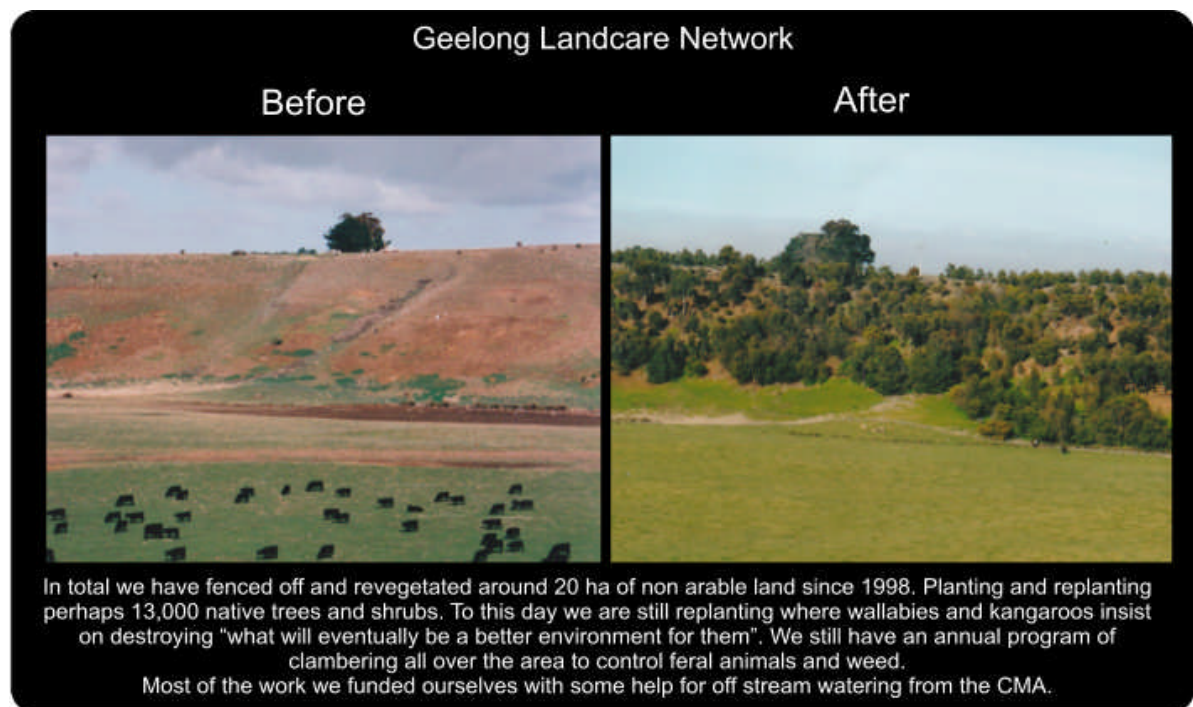 Geelong Landcare Network
Before
After
In total we have fenced off and revegetated around 20 ha of non arable land since 1998. Planting and replanting
perhaps 13,000 native trees and shrubs. To this day we are still replanting where wallabies and kangaroos insist
on destroying "what will eventually be a better environment for them". We still have an annual program of
clambering all over the area to control feral animals and weed.
Most of the work we funded ourselves with some help for off stream watering from the CMA.